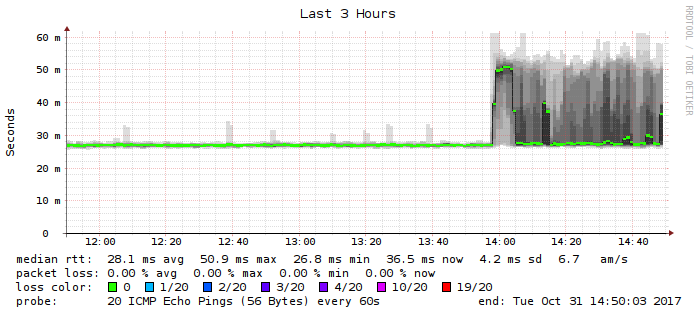 Last 3 Hours
RRDTOOL / TOBI OETIKER
Seconds
60 m
50 m
40 m
30 m
20 m
10 m
0
12:00 12:20 12:40 13:00 13:20 13:40 14:00 14:20 14:40
median rtt: 28.1 ms avg 50.9 ms max 26.8 ms min 36.5 ms now 4.2 ms sd 6.7 am/s
packet loss: 0.00 % avg 0.00 % max 0.00 % min 0.00 % now
loss color: 0 1/20 2/20 3/20 4/20 10/20 19/20
probe: 20 ICMP Echo Pings (56 Bytes) every 60s end: Tue Oct 31 14:50:03 2017